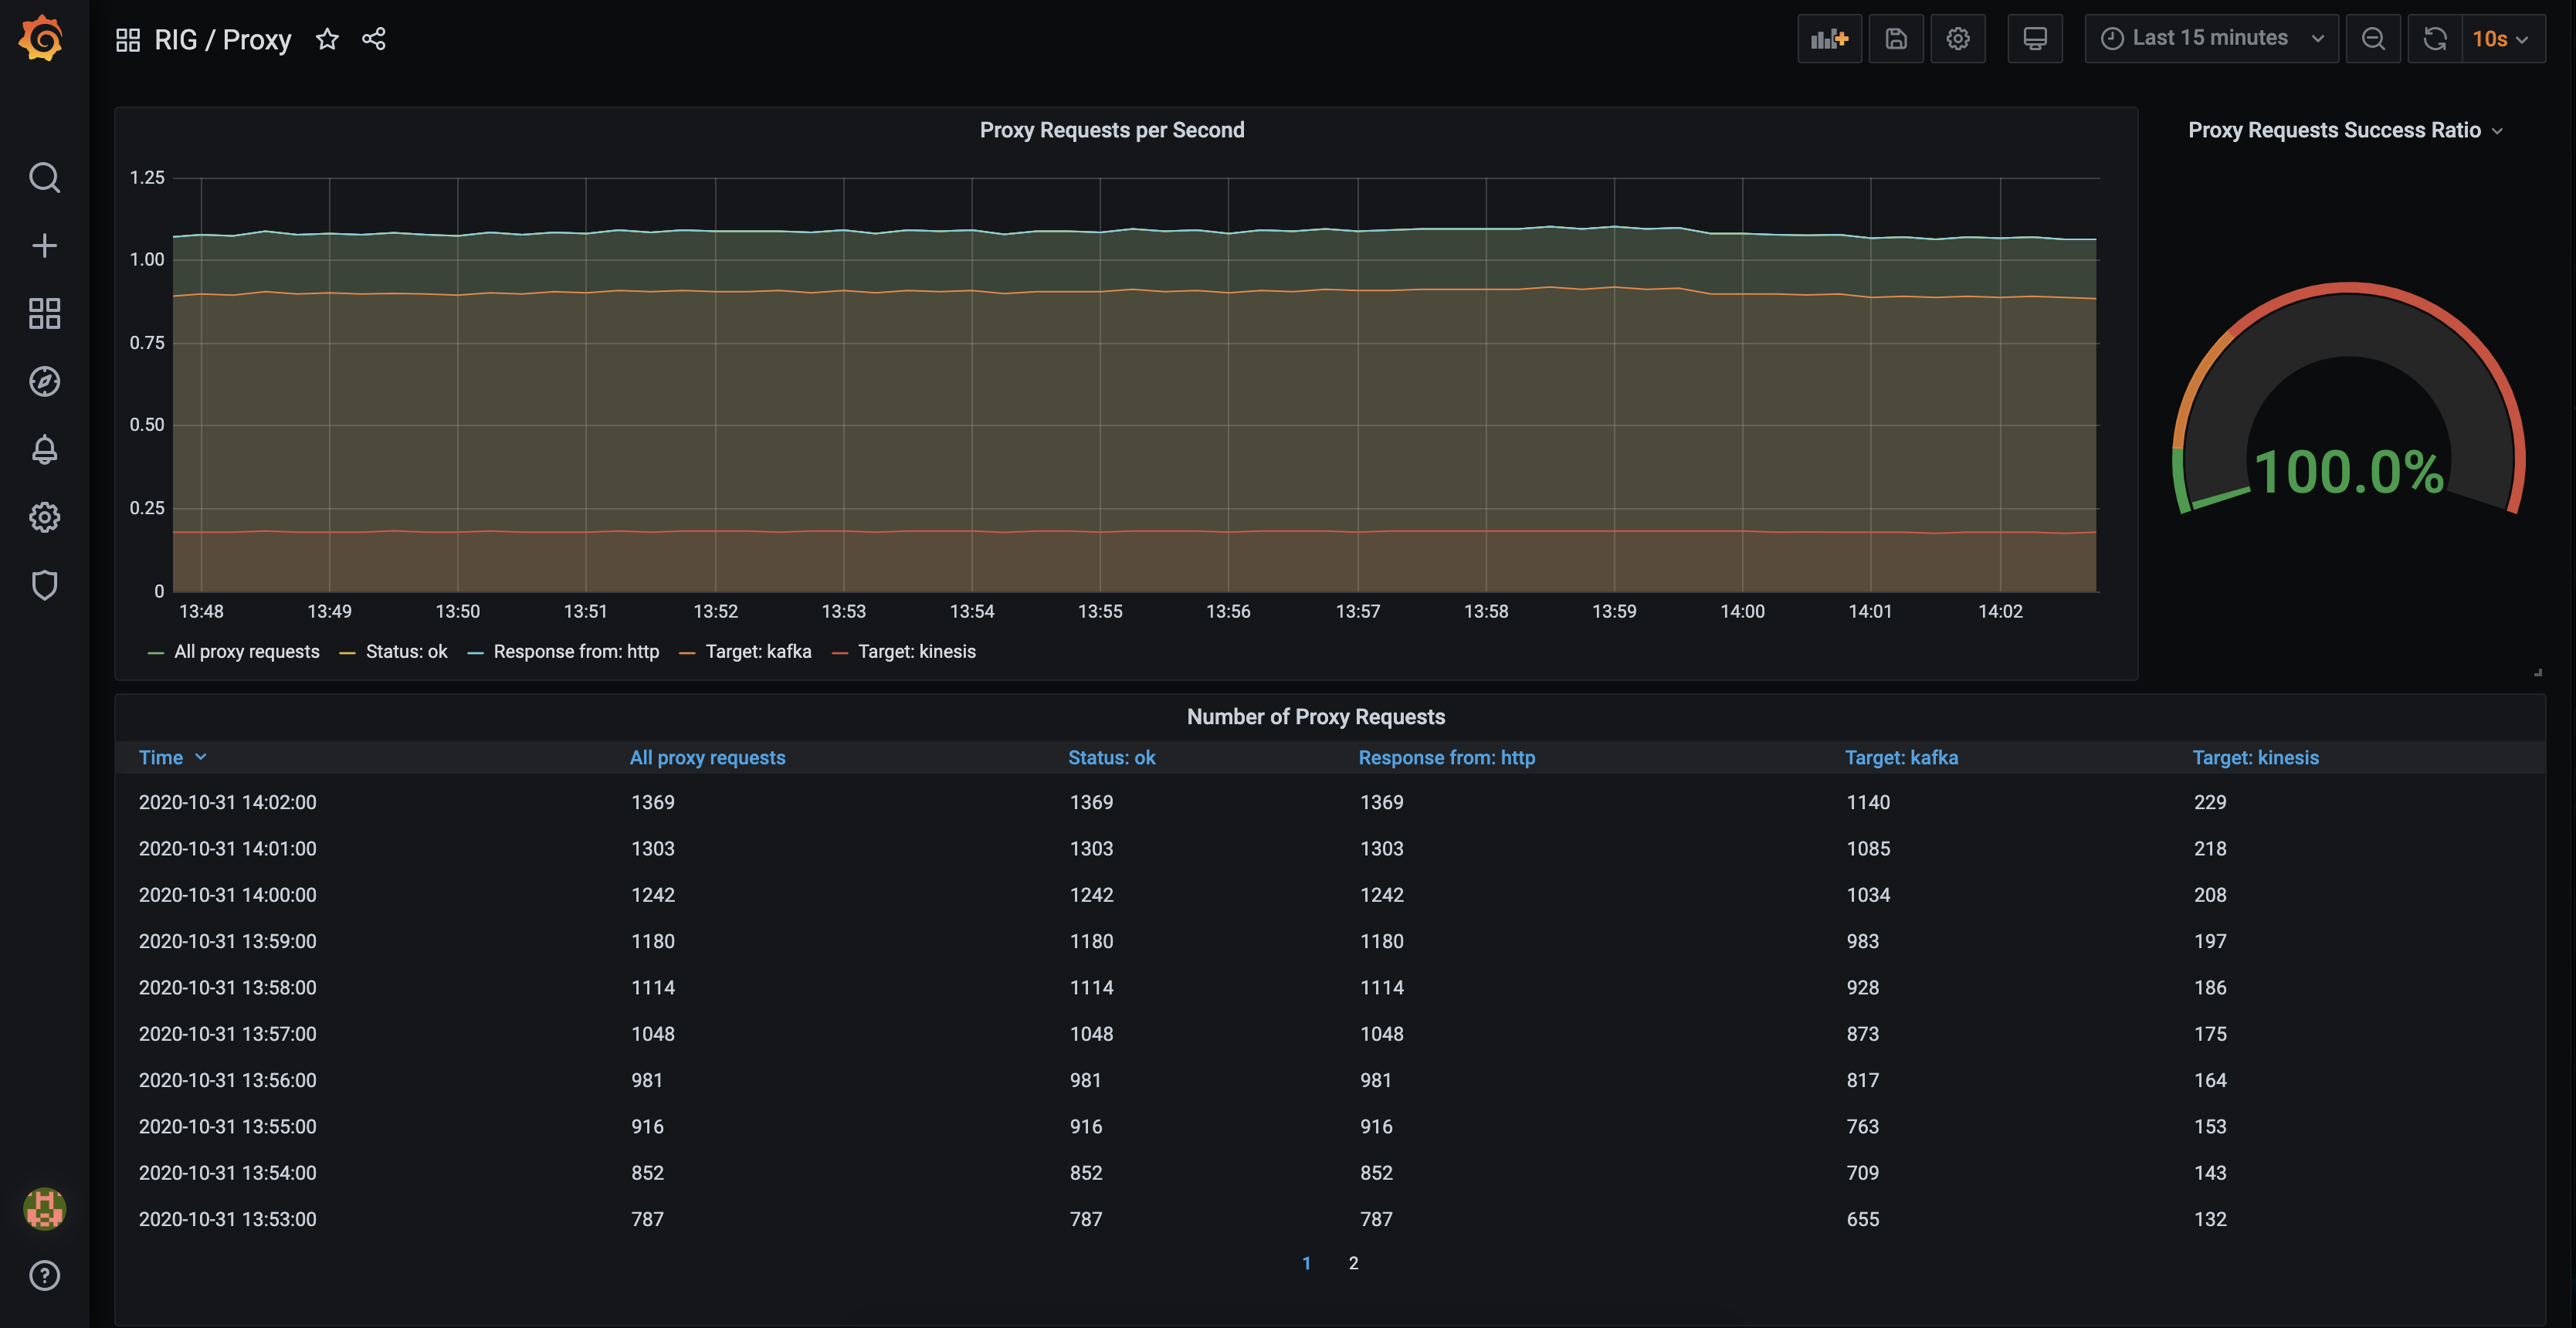 RIG / Proxy
Last 15 minutes
10s
Proxy Requests per Second
1.25
1.00
0.75
0.50
0.25
0
13:48 13:49 13:50 13:51 13:52 13:53 13:54 13:55 13:56 13:57 13:58 13:59 14:00 14:01 14:02
All proxy requests Status: ok Response from: http Target: kafka Target: kinesis
Proxy Requests Success Ratio
100.0%
Number of Proxy Requests
Time All proxy requests Status: ok Response from: http Target: kafka Target: kinesis
2020-10-31 14:02:00 1369 1369 1369 1140 229
2020-10-31 14:01:00 1303 1303 1303 1085 218
2020-10-31 14:00:00 1242 1242 1242 1034 208
2020-10-31 13:59:00 1180 1180 1180 983 197
2020-10-31 13:58:00 1114 1114 1114 928 186
2020-10-31 13:57:00 1048 1048 1048 873 175
2020-10-31 13:56:00 981 981 981 817 164
2020-10-31 13:55:00 916 916 916 763 153
2020-10-31 13:54:00 852 852 852 709 143
2020-10-31 13:53:00 787 787 787 655 132
1 2